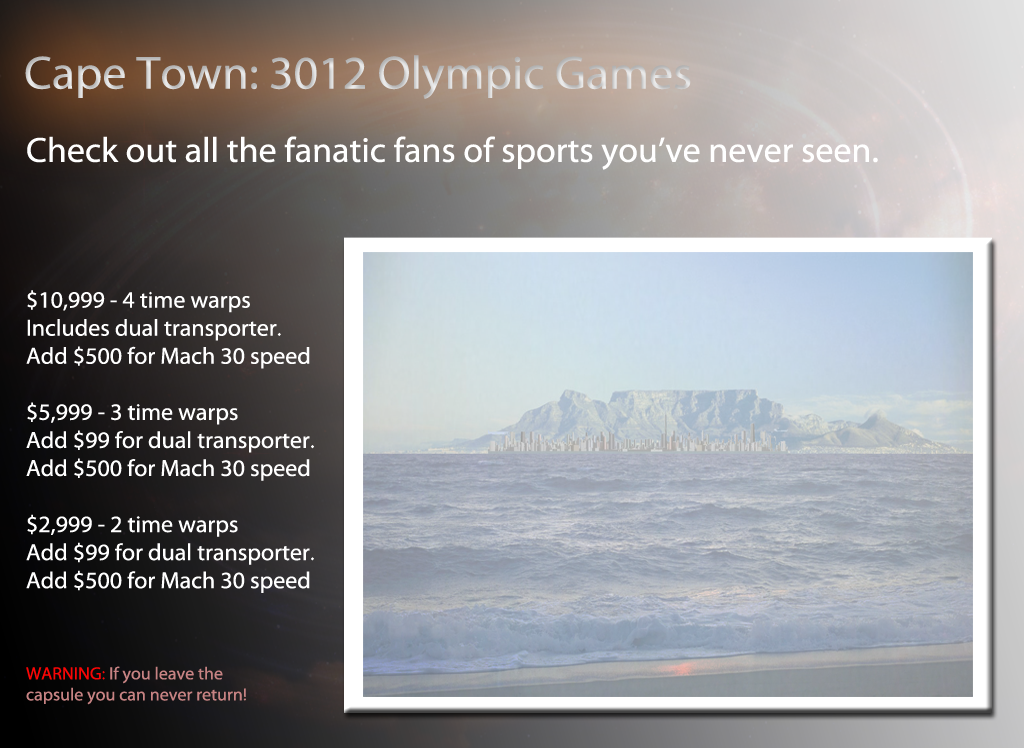 Cape Town: 3012 Olympic Games
Check out all the fanatic fans of sports you've never seen.
$10,999 - 4 time warps
Includes dual transporter.
Add $500 for Mach 30 speed
$5,999 - 3 time warps
Add $99 for dual transporter.
Add $500 for Mach 30 speed
$2,999 - 2 time warps
Add $99 for dual transporter.
Add $500 for Mach 30 speed
WARNING: If you leave the
capsule you can never return!